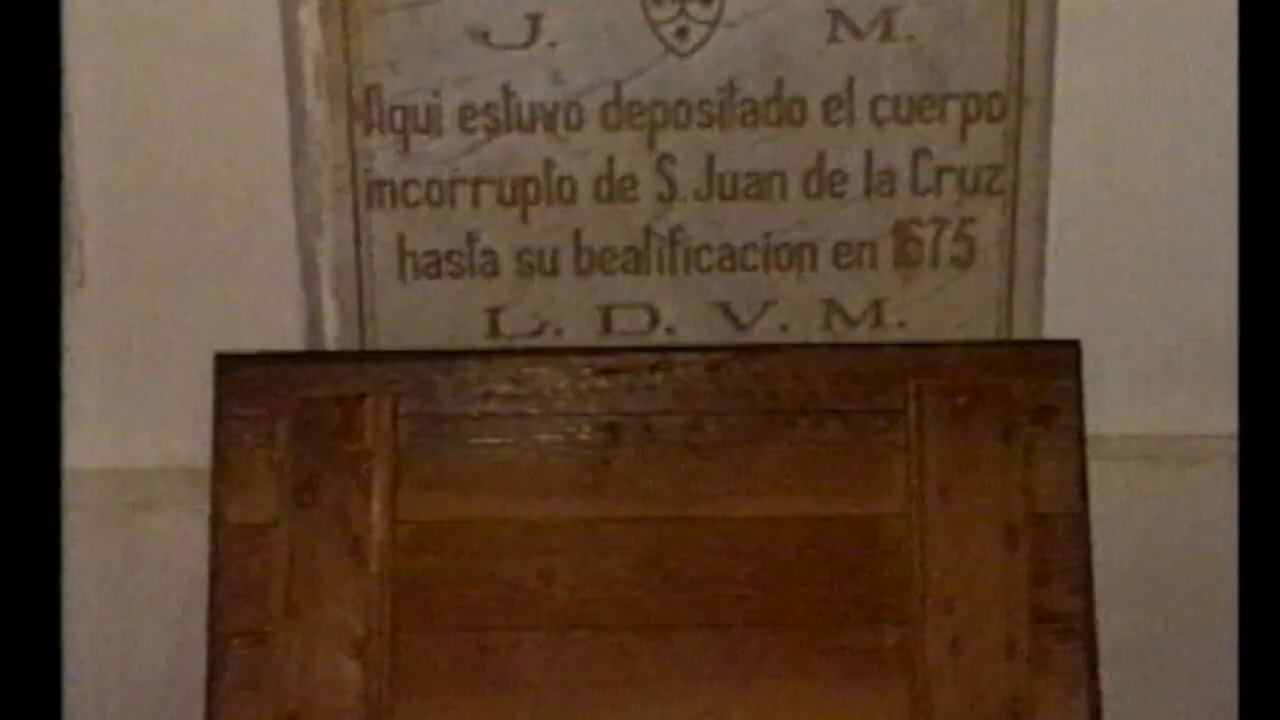 J. M.
Aqui estuvo depositado el cuerpo
incorrupto de S. Juan de la Cruz
hasta su beatificacion en 1675
L. D. V. M.